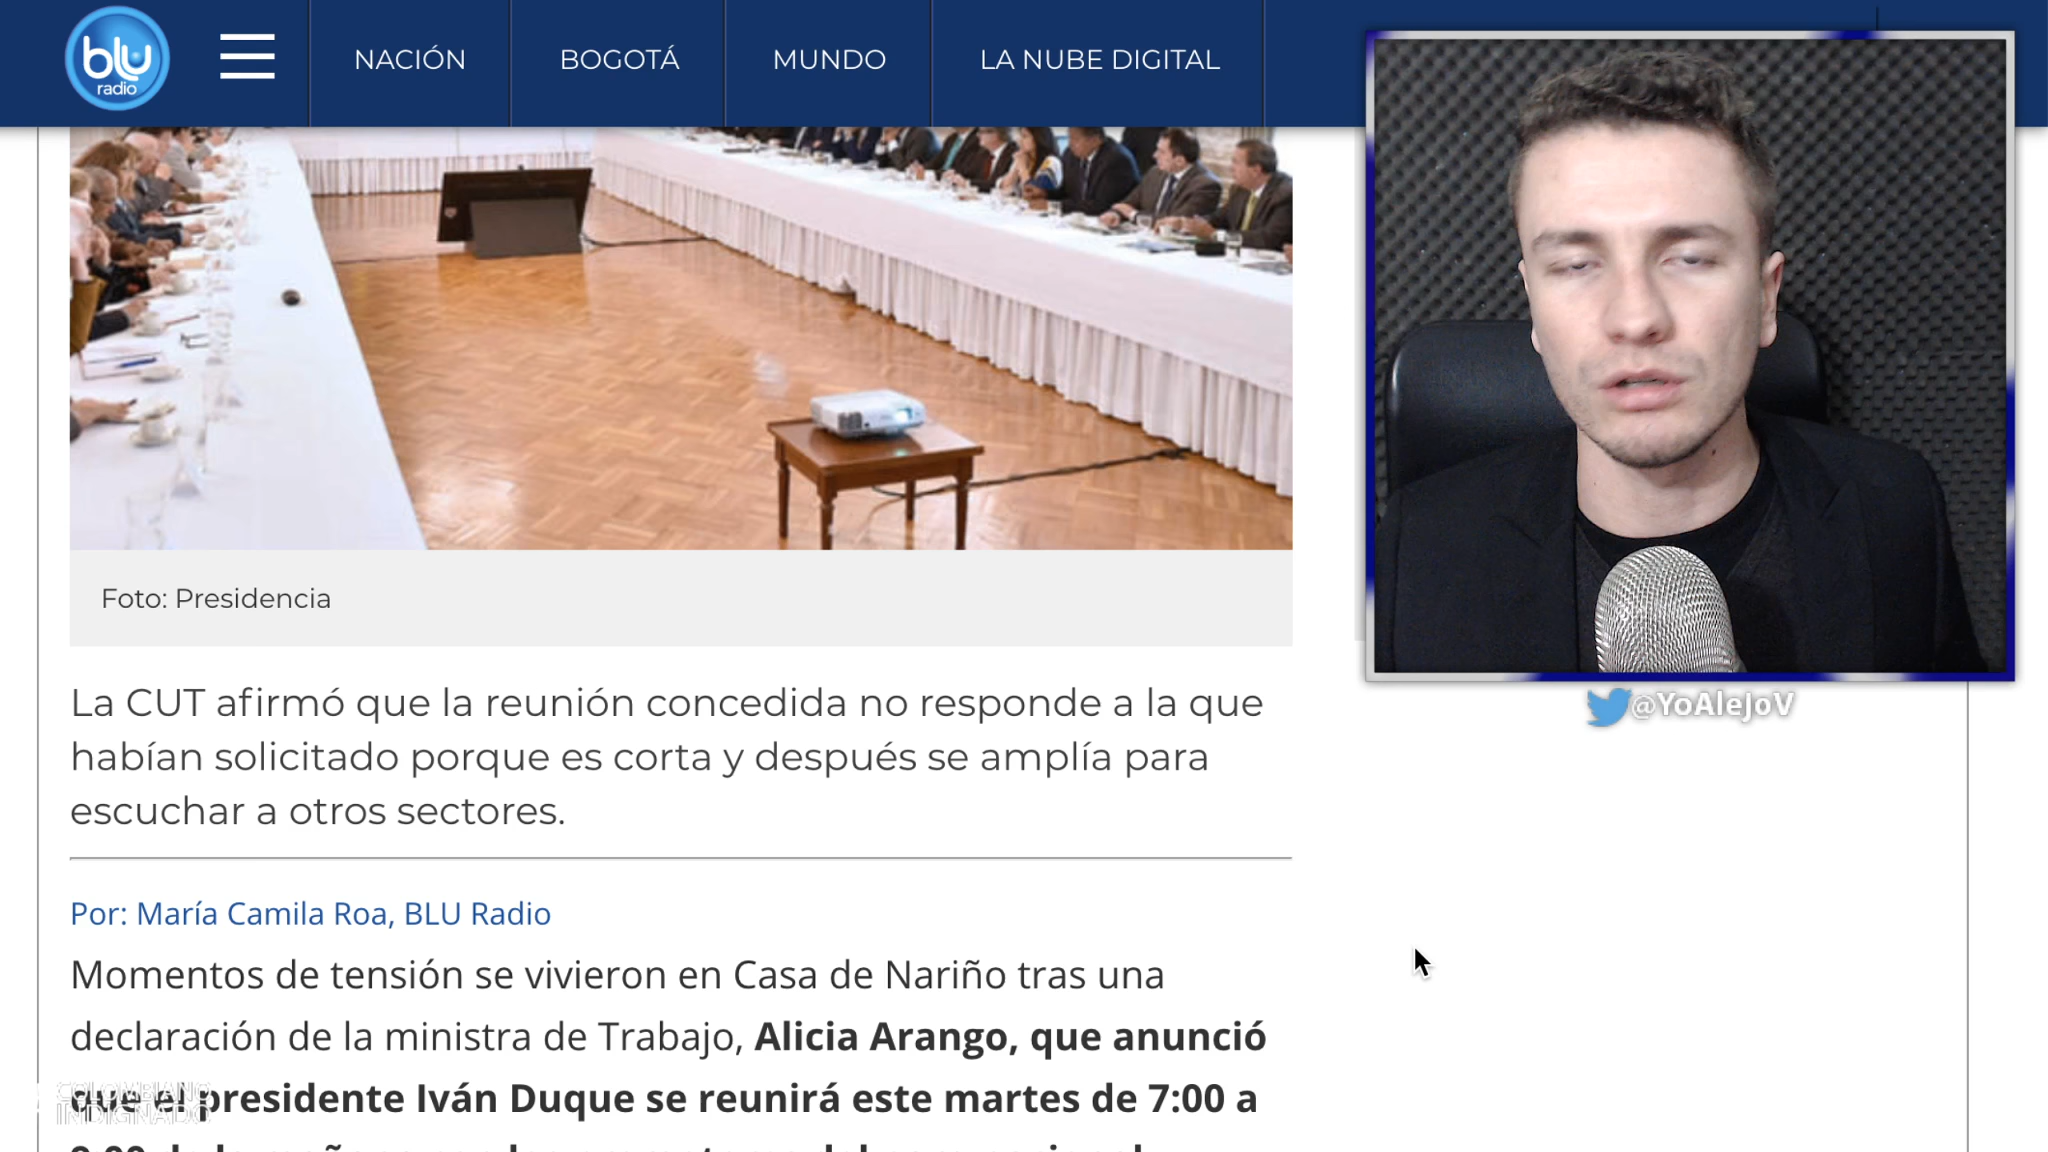 blu
radio
NACIÓN
BOGOTÁ
MUNDO
LA NUBE DIGITAL
Foto: Presidencia
@YoAleJoV
La CUT afirmó que la reunión concedida no responde a la que
habían solicitado porque es corta y después se amplía para
escuchar a otros sectores.
Por: María Camila Roa, BLU Radio
Momentos de tensión se vivieron en Casa de Nariño tras una
declaración de la ministra de Trabajo, Alicia Arango, que anunció
que el presidente Iván Duque se reunirá este martes de 7:00 a
COLOMBIANO
INDIGNADO